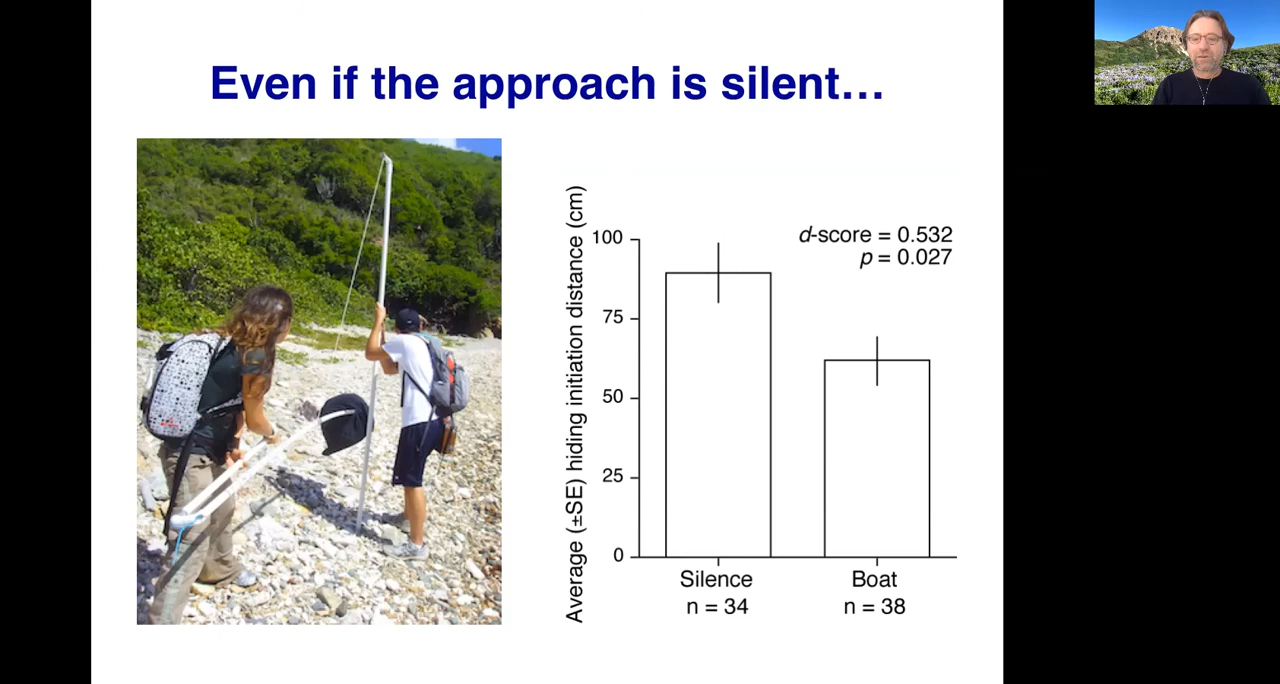 Even if the approach is silent…
Average (±SE) hiding initiation distance (cm)
100
75
50
25
0
d-score = 0.532
p = 0.027
Silence
n = 34
Boat
n = 38